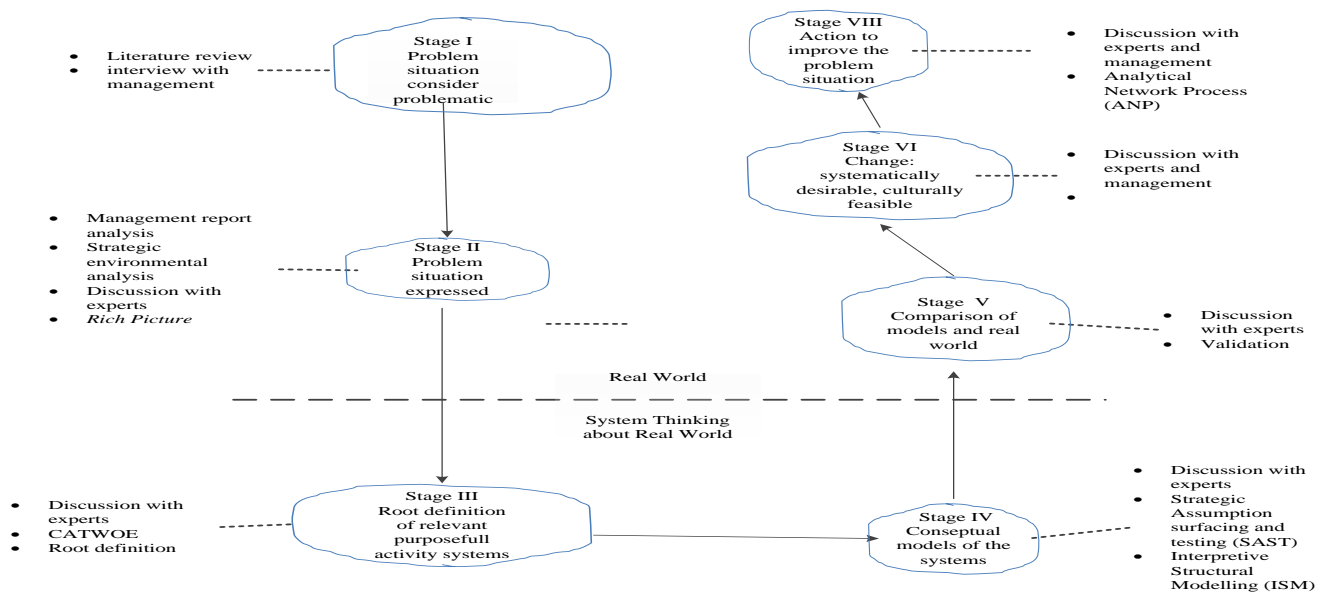 Stage I
Problem
situation
consider
problematic
• Literature review
• interview with
management
Stage II
Problem
situation
expressed
• Management report
analysis
• Strategic
environmental
analysis
• Discussion with
experts
• Rich Picture
Real World
System Thinking
about Real World
Stage III
Root definition
of relevant
purposefull
activity systems
• Discussion with
experts
• CATWOE
• Root definition
Stage IV
Conseptual
models of the
systems
• Discussion with
experts
• Strategic
Assumption
surfacing and
testing (SAST)
• Interpretive
Structural
Modelling (ISM)
Stage V
Comparison of
models and real
world
• Discussion
with experts
• Validation
Stage VI
Change:
systematically
desirable, culturally
feasible
• Discussion with
experts and
management
•
Stage VIII
Action to
improve the
problem
situation
• Discussion with
experts and
management
• Analytical
Network Process
(ANP)